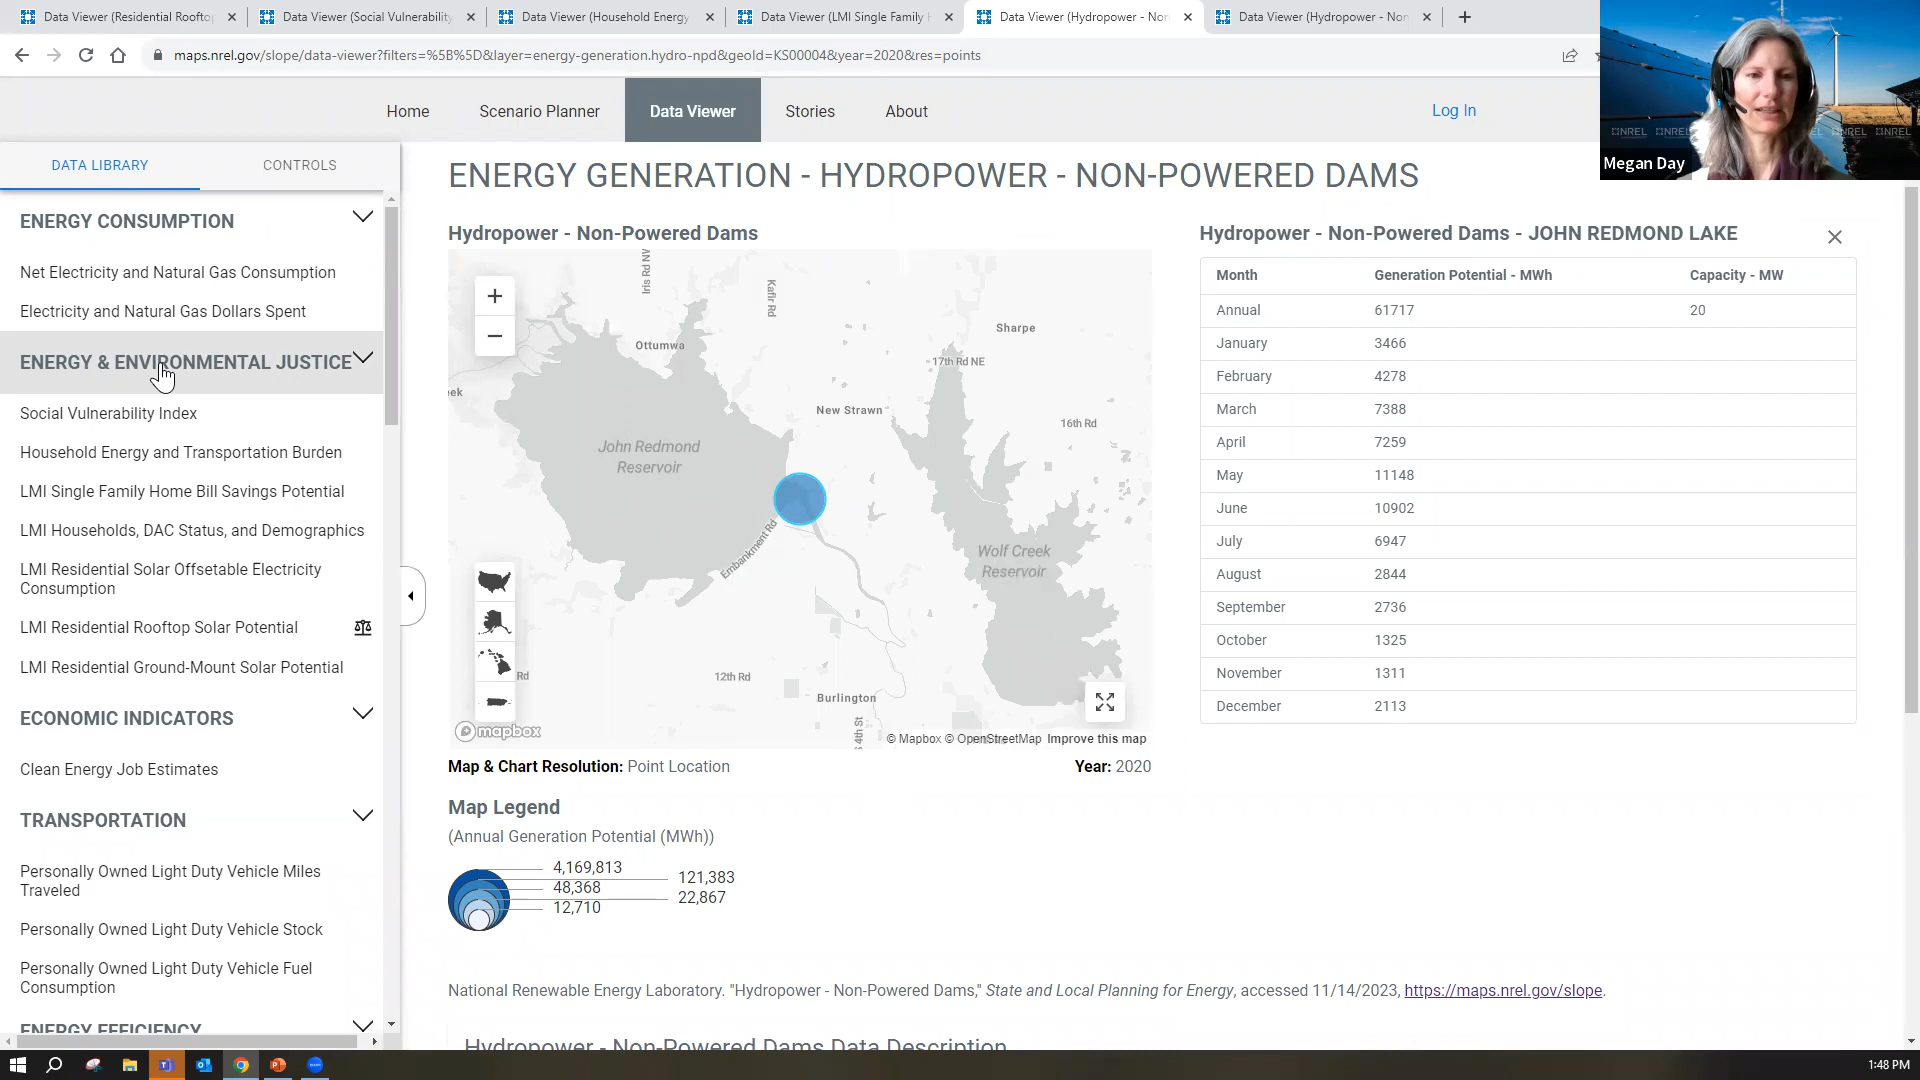 Data Viewer (Residential Roofto
Data Viewer (Social Vulnerability
Data Viewer (Household Energy
Data Viewer (LMI Single Family H
Data Viewer (Hydropower - Non
Data Viewer (Hydropower - Non
maps.nrel.gov/slope/data-viewer?filters=%5B%5D&layer=energy-generation.hydro-npd&geoId=KS00004&year=2020&res=points
Home
Scenario Planner
Data Viewer
Stories
About
Log In
NREL
NREL
NREL
NREL
Megan Day
DATA LIBRARY
CONTROLS
ENERGY CONSUMPTION
Net Electricity and Natural Gas Consumption
Electricity and Natural Gas Dollars Spent
ENERGY & ENVIRONMENTAL JUSTICE
Social Vulnerability Index
Household Energy and Transportation Burden
LMI Single Family Home Bill Savings Potential
LMI Households, DAC Status, and Demographics
LMI Residential Solar Offsetable Electricity
Consumption
LMI Residential Rooftop Solar Potential
LMI Residential Ground-Mount Solar Potential
ECONOMIC INDICATORS
Clean Energy Job Estimates
TRANSPORTATION
Personally Owned Light Duty Vehicle Miles
Traveled
Personally Owned Light Duty Vehicle Stock
Personally Owned Light Duty Vehicle Fuel
Consumption
ENERGY EFFICIENCY
ENERGY GENERATION - HYDROPOWER - NON-POWERED DAMS
Hydropower - Non-Powered Dams
Iris Rd NW
Kafir Rd
Sharpe
Ottumwa
17th Rd NE
eek
New Strawn
16th Rd
John Redmond
Reservoir
Embankment Rd
Wolf Creek
Reservoir
Rd
12th Rd
Burlington
S 4th St
mapbox
© Mapbox © OpenStreetMap Improve this map
Map & Chart Resolution: Point Location
Year: 2020
Map Legend
(Annual Generation Potential (MWh))
4,169,813
121,383
48,368
22,867
12,710
Hydropower - Non-Powered Dams - JOHN REDMOND LAKE
Month Generation Potential - MWh Capacity - MW
Annual 61717 20
January 3466
February 4278
March 7388
April 7259
May 11148
June 10902
July 6947
August 2844
September 2736
October 1325
November 1311
December 2113
National Renewable Energy Laboratory. "Hydropower - Non-Powered Dams," State and Local Planning for Energy, accessed 11/14/2023, https://maps.nrel.gov/slope.
Hydropower - Non-Powered Dams Data Description
1:48 PM